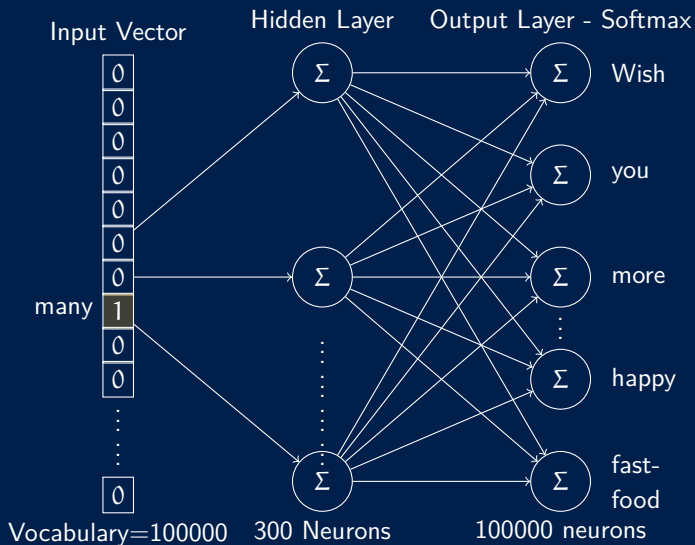 Input Vector
Hidden Layer
Output Layer - Softmax
0
0
0
0
0
0
0
many 1
0
0
0
Σ
Σ
Σ
Σ
Σ
Σ
Σ
Σ
Wish
you
more
happy
fast-
food
Vocabulary=100000
300 Neurons
100000 neurons